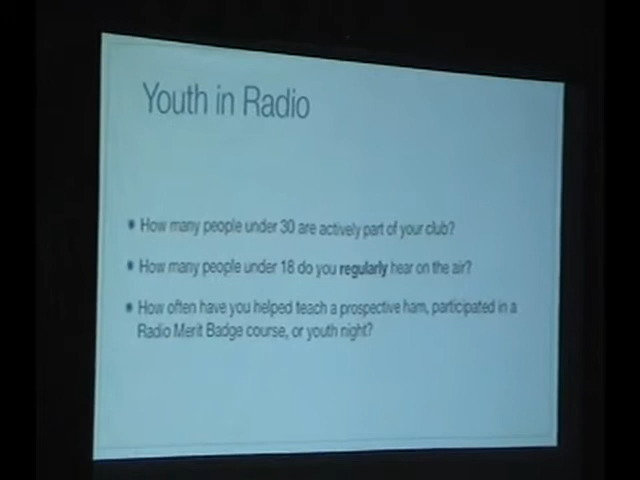 Youth in Radio
How many people under 30 are actively part of your club?
How many people under 18 do you regularly hear on the air?
How often have you helped teach a prospective ham, participated in a
Radio Merit Badge course, or youth night?